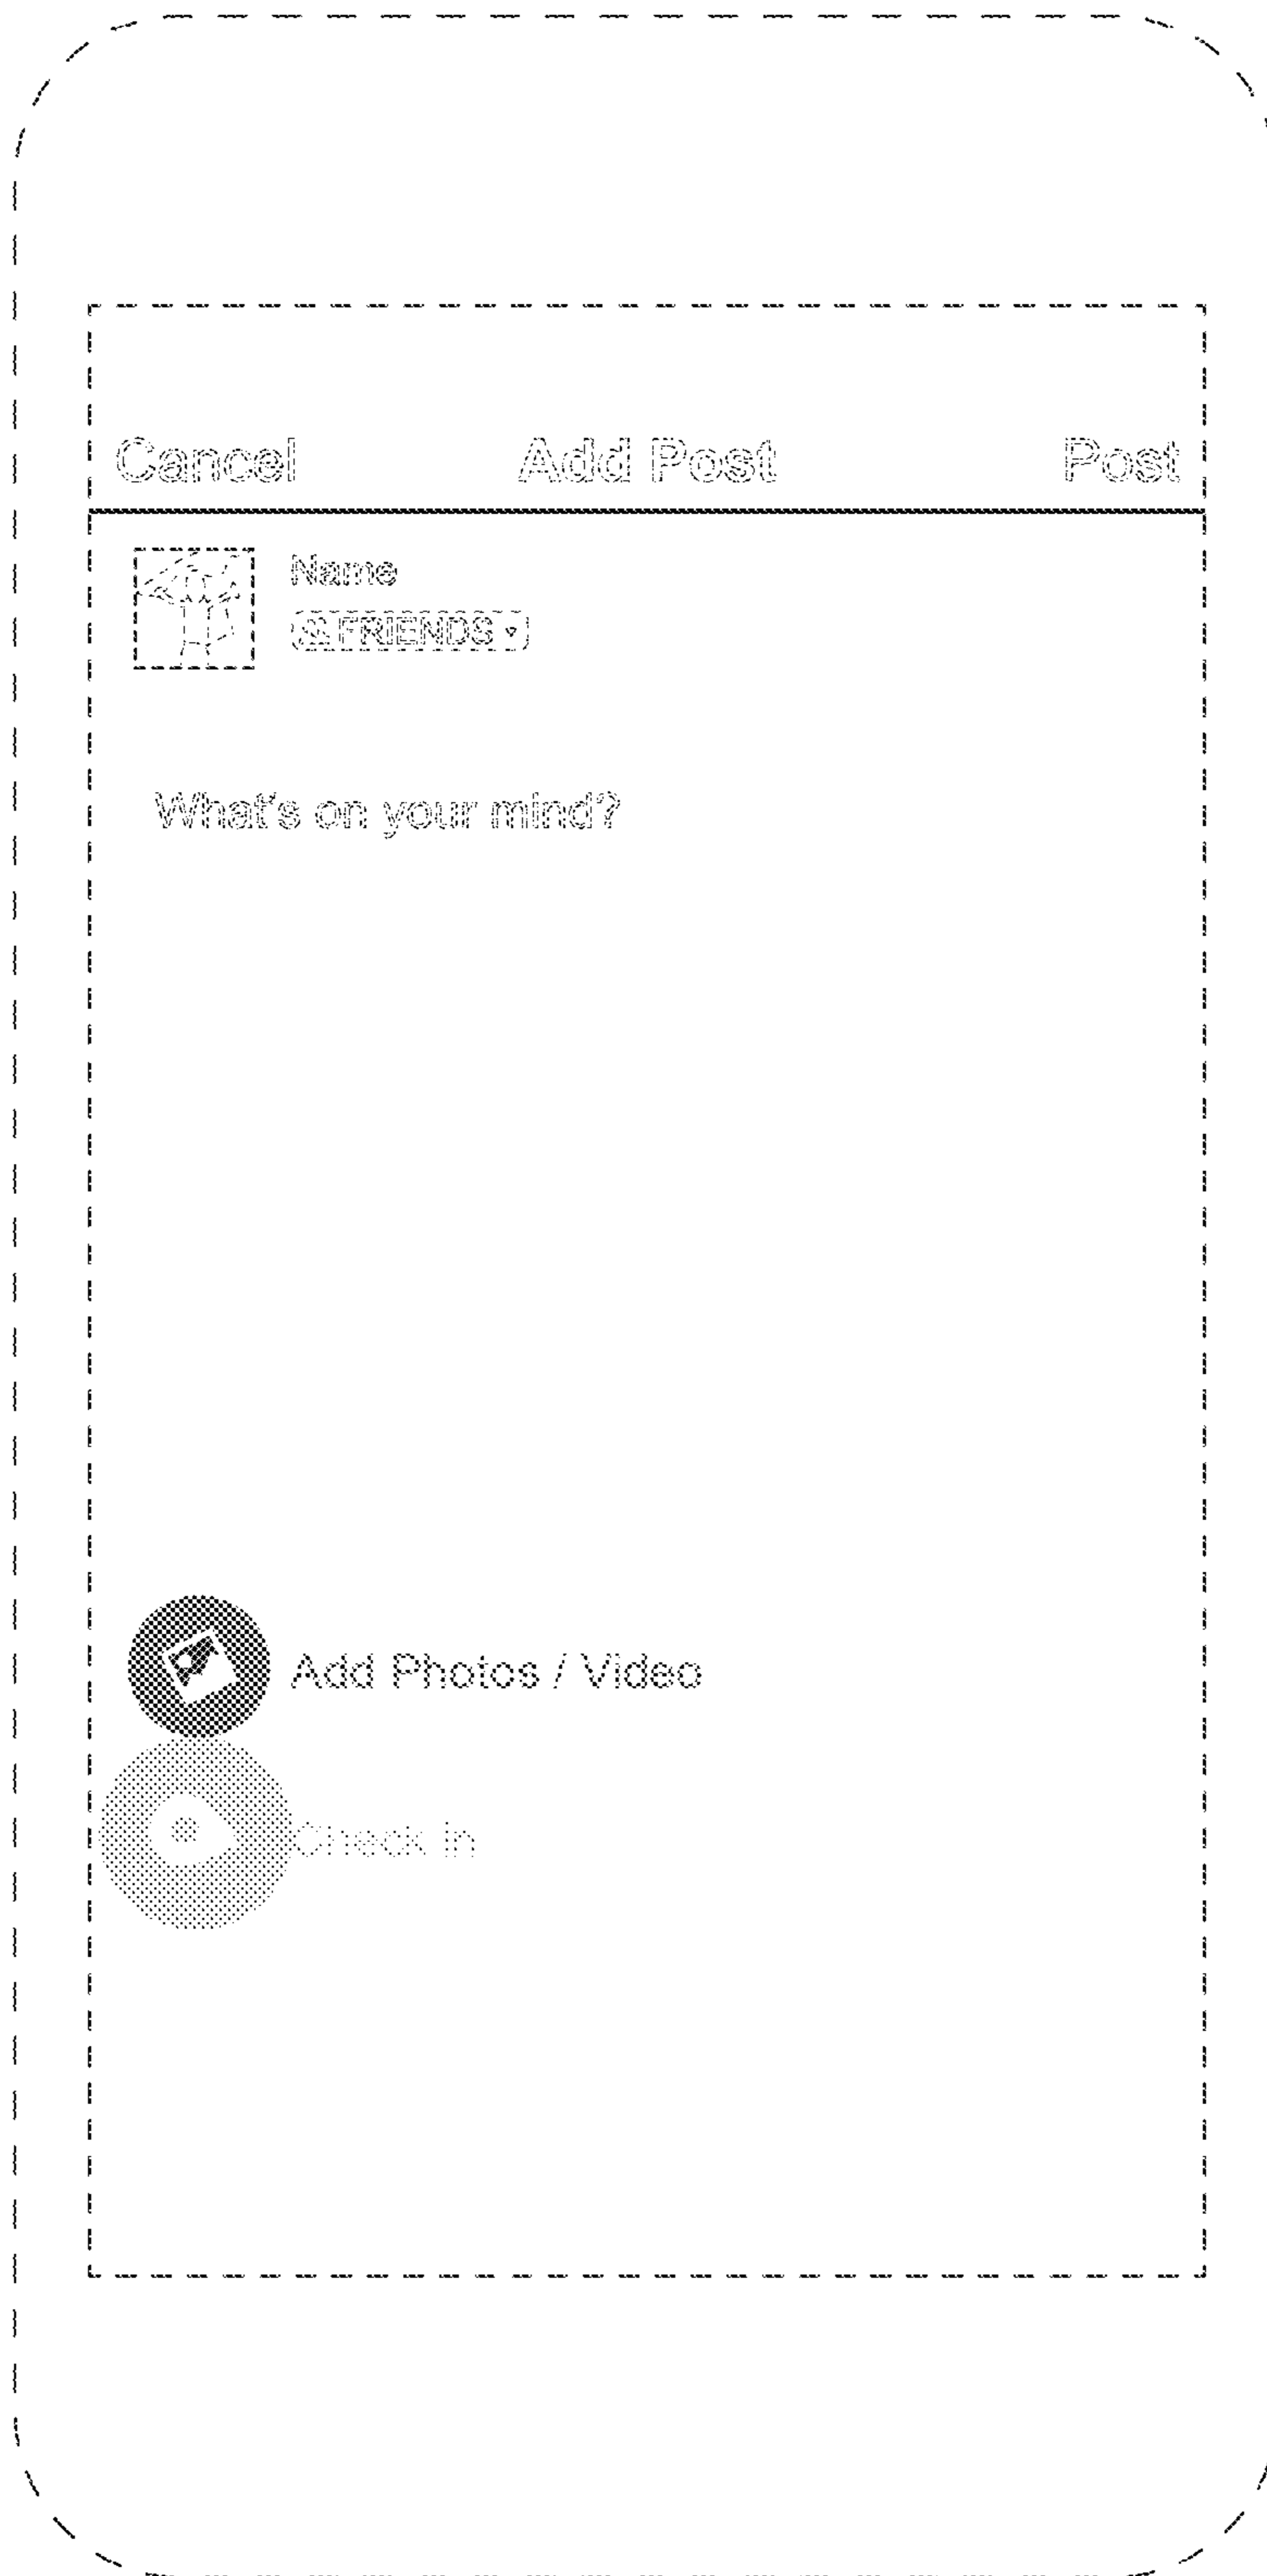 Cancel Add Post Post
Name
FRIENDS
What's on your mind?
Add Photos / Video
Check in